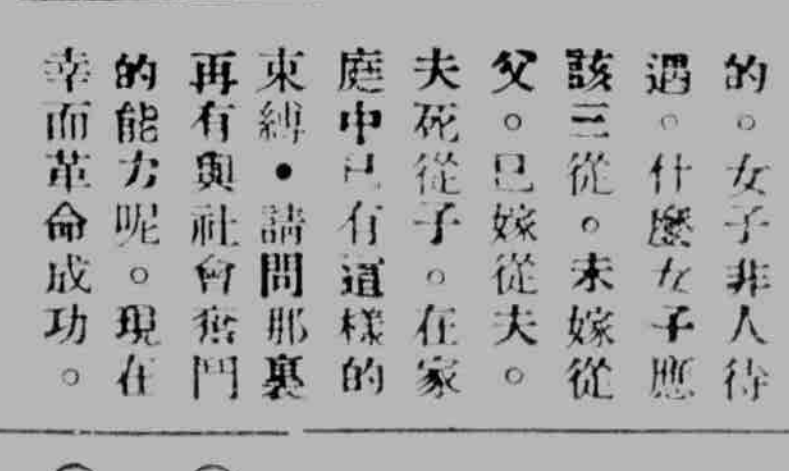 的。女子非人待
遇。什麼女子應
該三從。未嫁從
父。已嫁從夫。
夫死從子。在家
庭中已有這樣的
束縛•請問那裏
再有與社會奮鬥
的能力呢。現在
幸而革命成功。